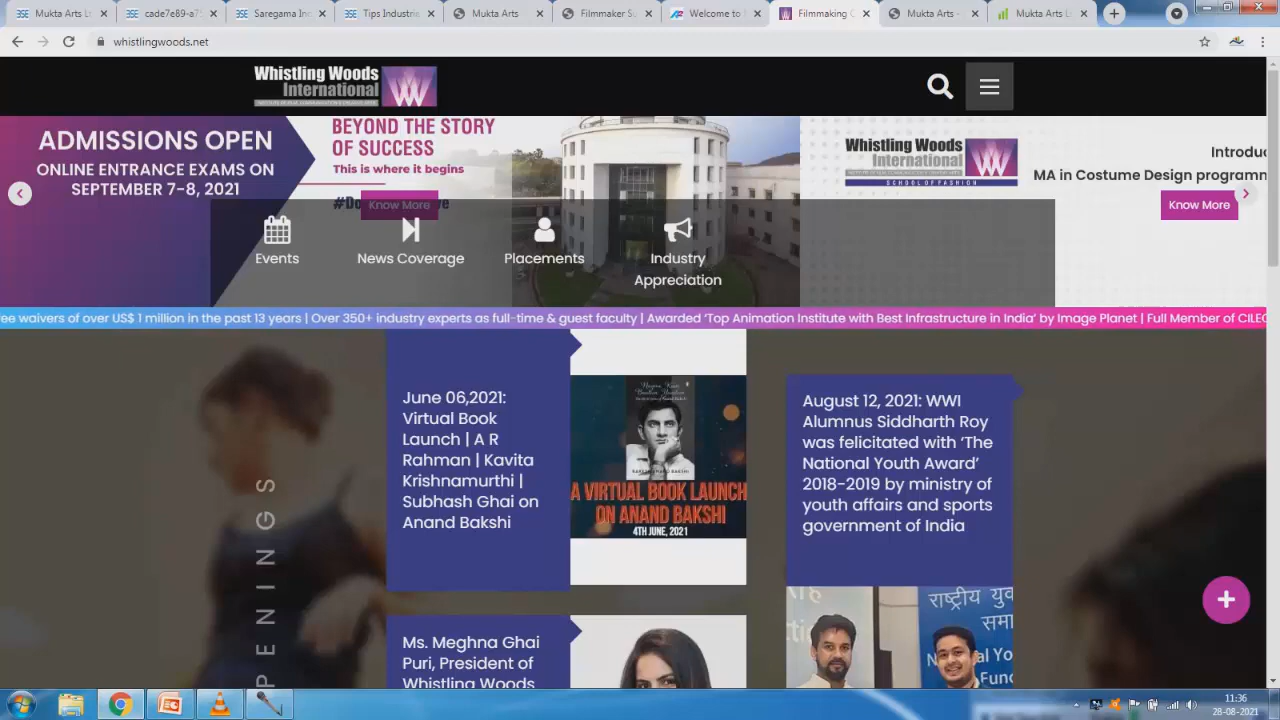 cade7e89-a7
Saregama In
Tips Industrie
Mukta Arts
Filmmaker Su
Welcome to
Filmmaking C
Mukta Arts
Mukta Arts L
whistlingwoods.net
Whistling Woods
International
ADMISSIONS OPEN
ONLINE ENTRANCE EXAMS ON
SEPTEMBER 7-8, 2021
BEYOND THE STORY
OF SUCCESS
This is where it begins
Know More
Whistling Woods
International
SCHOOL OF FASHION
Introduc
MA in Costume Design programm
Know More
Events
News Coverage
Placements
Industry
Appreciation
fee waivers of over US$ 1 million in the past 13 years | Over 350+ industry experts as full-time & guest faculty | Awarded ‘Top Animation Institute with Best Infrastructure in India’ by Image Planet | Full Member of CILEC
PENINGS
June 06,2021:
Virtual Book
Launch | A R
Rahman | Kavita
Krishnamurthi |
Subhash Ghai on
Anand Bakshi
A VIRTUAL BOOK LAUNCH
ON ANAND BAKSHI
4TH JUNE, 2021
August 12, 2021: WWI
Alumnus Siddharth Roy
was felicitated with ‘The
National Youth Award’
2018-2019 by ministry of
youth affairs and sports
government of India
राष्ट्रीय युव
Ms. Meghna Ghai
Puri, President of
Whistling Woods
11:36
28-08-2021